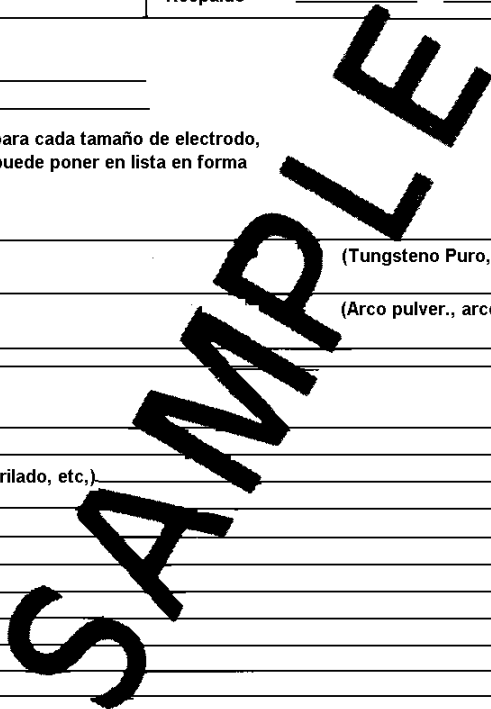 Respaldo
para cada tamaño de electrodo,
puede poner en lista en forma
(Tungsteno Puro,
(Arco pulver., arco
rilado, etc,)
SAMPLE